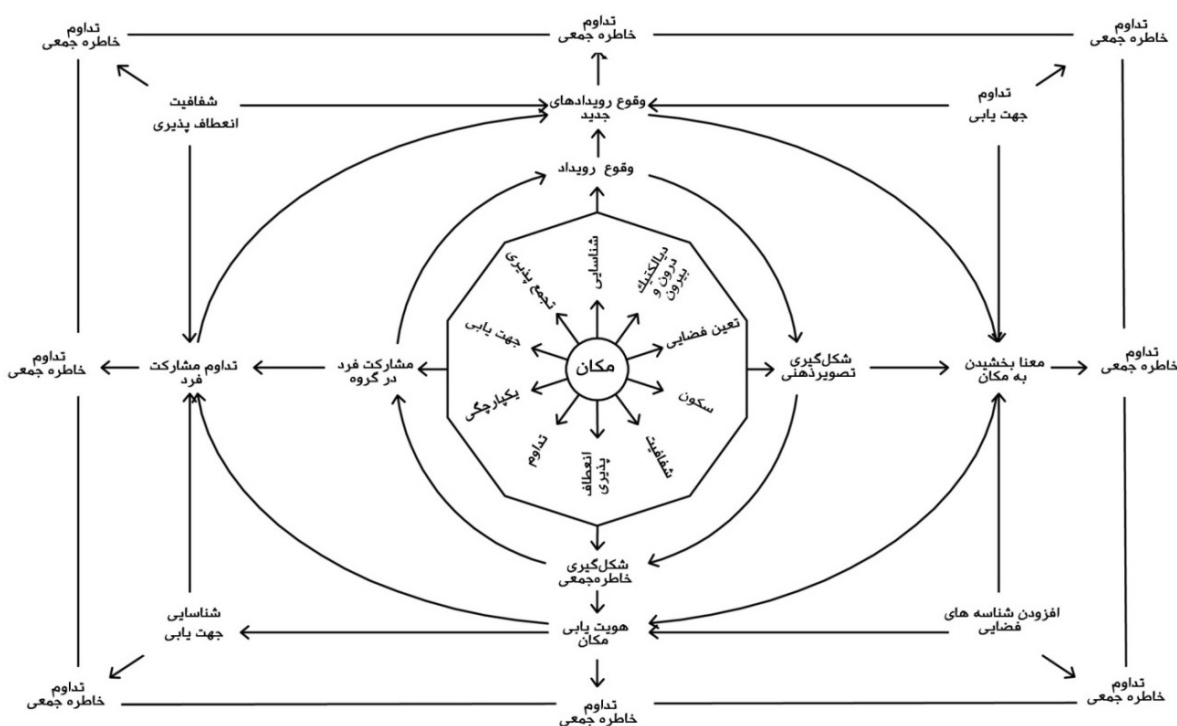 تداوم
خاطره جمعی
تداوم
خاطره جمعی
تداوم
خاطره جمعی
تداوم
جهت یابی
شفافیت
انعطاف پذیری
وقوع رویدادهای
جدید
وقوع رویداد
شناسایی
دیالکتیک
درون و
بیرون
تجمع پذیری
تعین فضایی
جهت یابی
مکان
تداوم
خاطره جمعی
معنا بخشیدن
به مکان
شکل‌گیری
تصویرذهنی
مشارکت فرد
در گروه
تداوم مشارکت
فرد
تداوم
خاطره جمعی
سکون
یکپارچگی
شفافیت
انعطاف
پذیری
تداوم
شکل‌گیری
خاطره‌جمعی
افزودن شناسه های
فضایی
هویت یابی
مکان
شناسایی
جهت یابی
تداوم
خاطره جمعی
تداوم
خاطره جمعی
تداوم
خاطره جمعی